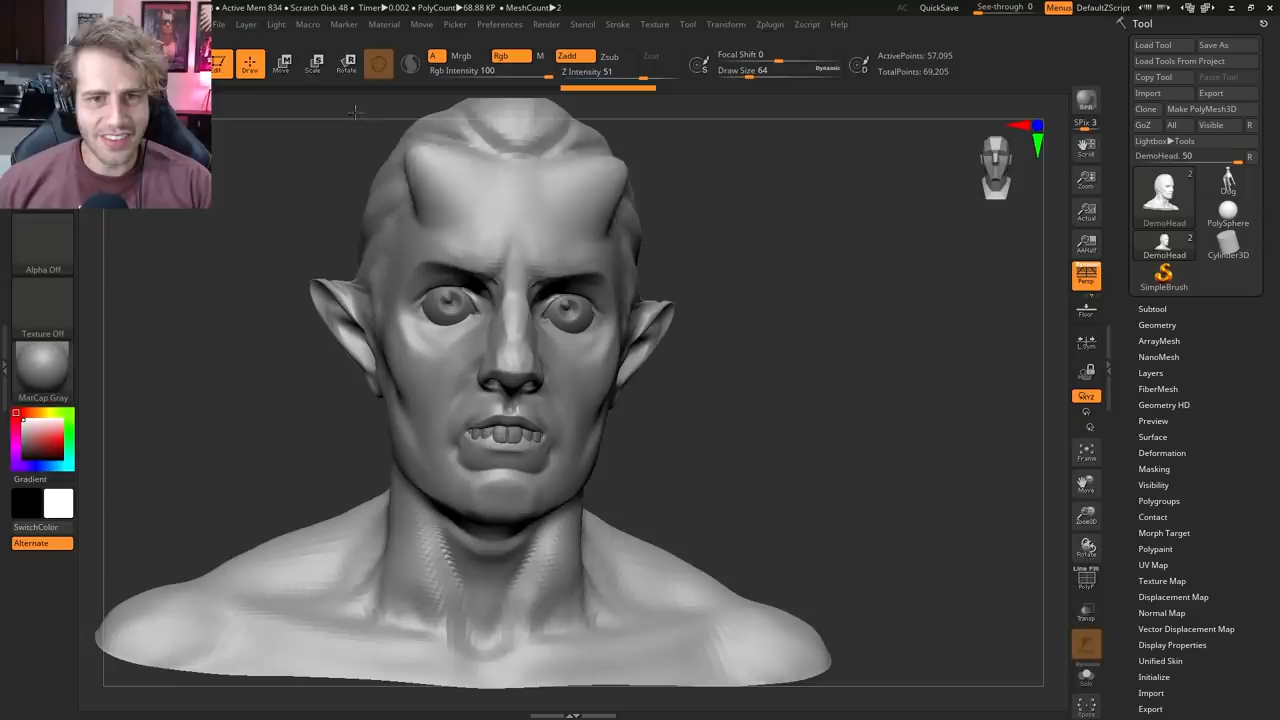 • Active Mem 834 • Scratch Disk 48 • Timer▶0.002 • PolyCount▶68.88 KP • MeshCount▶2
AC
QuickSave
See-through 0
Menus
DefaultZScript
File
Layer
Light
Macro
Marker
Material
Movie
Picker
Preferences
Render
Stencil
Stroke
Texture
Tool
Transform
Zplugin
Zscript
Help
Edit
Draw
Move
Scale
Rotate
A
Mrgb
Rgb
M
Rgb Intensity 100
Zadd
Zsub
Zcut
Z Intensity 51
S
Focal Shift 0
Draw Size 64
Dynamic
D
ActivePoints: 57,095
TotalPoints: 69,205
Alpha Off
Texture Off
MatCap Gray
Gradient
SwitchColor
Alternate
BPR
SPix 3
Scroll
Zoom
Actual
AAHalf
Dynamic
Persp
Floor
L.Sym
XYZ
Frame
Move
Zoom3D
Rotate
Line Fill
PolyF
Transp
Dynamic
Solo
Xpose
Tool
Load Tool
Save As
Load Tools From Project
Copy Tool
Paste Tool
Import
Export
Clone
Make PolyMesh3D
GoZ
All
Visible
R
Lightbox▶Tools
DemoHead. 50
R
2
DemoHead
Dog
PolySphere
2
DemoHead
Cylinder3D
SimpleBrush
Subtool
Geometry
ArrayMesh
NanoMesh
Layers
FiberMesh
Geometry HD
Preview
Surface
Deformation
Masking
Visibility
Polygroups
Contact
Morph Target
Polypaint
UV Map
Texture Map
Displacement Map
Normal Map
Vector Displacement Map
Display Properties
Unified Skin
Initialize
Import
Export